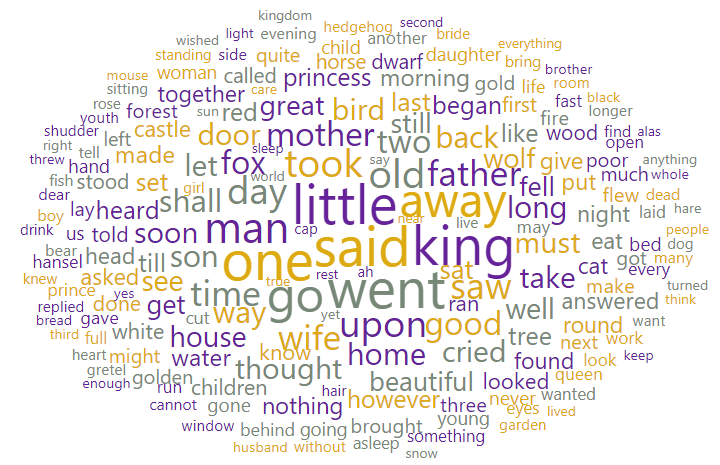 kingdom
light evening hedgehog second
wished another bride
standing side quite child daughter everything
woman called horse dwarf bring
mouse princess morning gold life brother
sitting together care room
rose forest sun red great bird last began first fast black
youth castle door mother still like wood fire longer
shudder left two back find alas
right tell made let fox sleep took say old father wolf give poor open
threw hand world much anything
fish stood set girl shall day little away fell put whole
dear lay heard near long flew dead
boy us told soon man cap live may night laid hare
drink said king must eat people
bear head till son one bed dog
hansel asked see rest ah sat take cat got many
knew yes true go went saw ran every
prince done get time yet well answered make turned
replied gave cut way upon good round think
bread third full white house wife tree next work want
heart might water know home cried found look keep
gretel golden run thought beautiful looked queen
enough children hair however never wanted
cannot gone nothing three eyes lived
window behind going brought young something garden
husband without asleep
snow